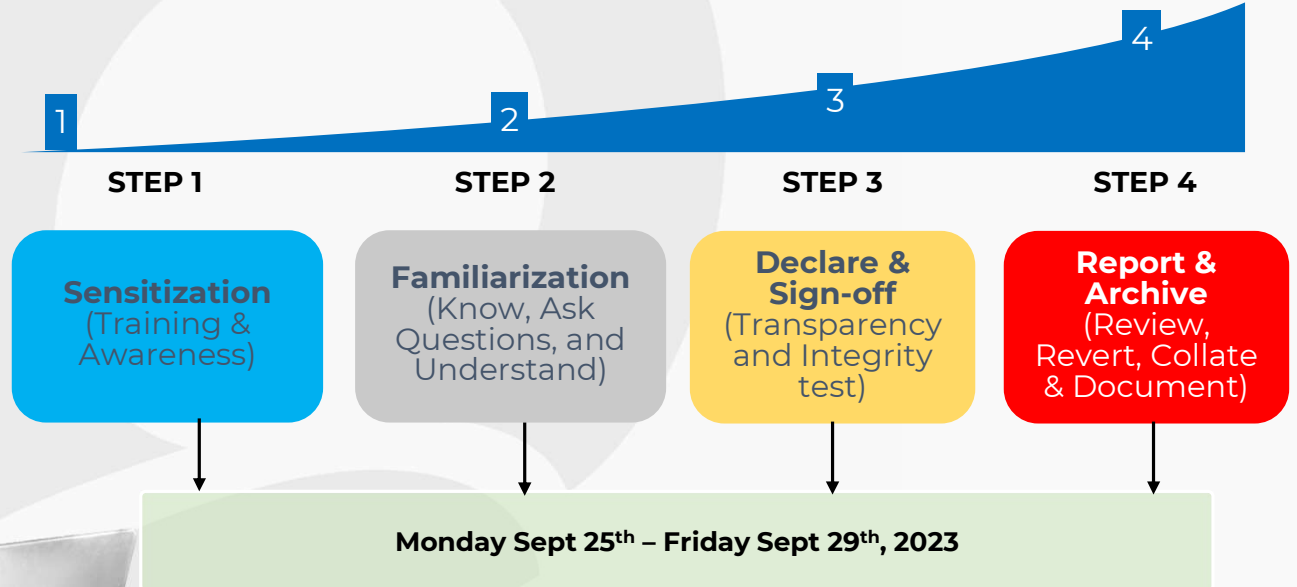 1
2
3
4
STEP 1
STEP 2
STEP 3
STEP 4
Sensitization
(Training &
Awareness)
Familiarization
(Know, Ask
Questions, and
Understand)
Declare &
Sign-off
(Transparency
and Integrity
test)
Report &
Archive
(Review,
Revert, Collate
& Document)
Monday Sept 25th – Friday Sept 29th, 2023